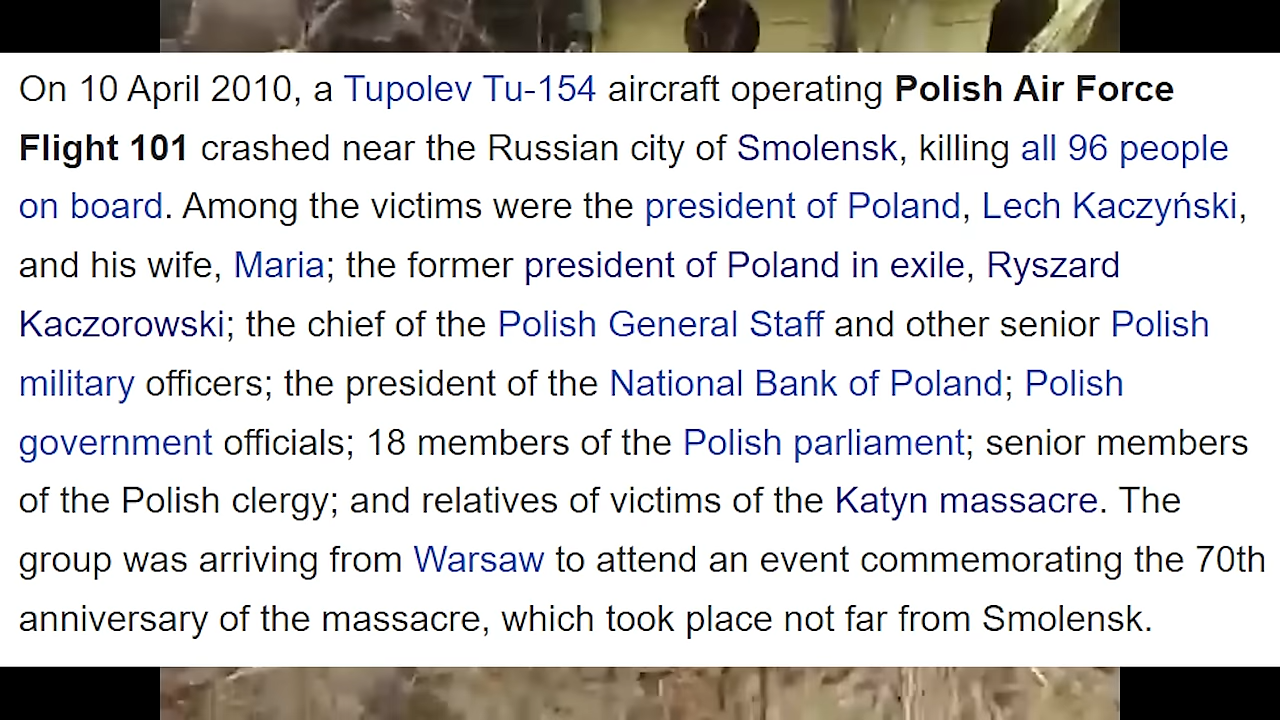 On 10 April 2010, a Tupolev Tu-154 aircraft operating Polish Air Force
Flight 101 crashed near the Russian city of Smolensk, killing all 96 people
on board. Among the victims were the president of Poland, Lech Kaczyński,
and his wife, Maria; the former president of Poland in exile, Ryszard
Kaczorowski; the chief of the Polish General Staff and other senior Polish
military officers; the president of the National Bank of Poland; Polish
government officials; 18 members of the Polish parliament; senior members
of the Polish clergy; and relatives of victims of the Katyn massacre. The
group was arriving from Warsaw to attend an event commemorating the 70th
anniversary of the massacre, which took place not far from Smolensk.